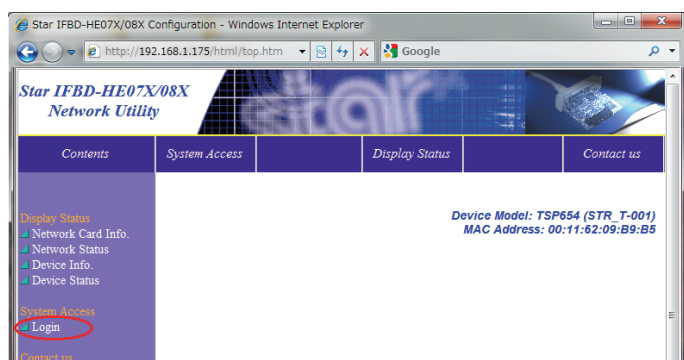 Star IFBD-HE07X/08X Configuration - Windows Internet Explorer
http://192.168.1.175/html/top.htm
Google
Star IFBD-HE07X/08X
Network Utility
star
Contents
System Access
Display Status
Contact us
Device Model: TSP654 (STR_T-001)
MAC Address: 00:11:62:09:B9:B5
Display Status
Network Card Info.
Network Status
Device Info.
Device Status
System Access
Login
Contact us